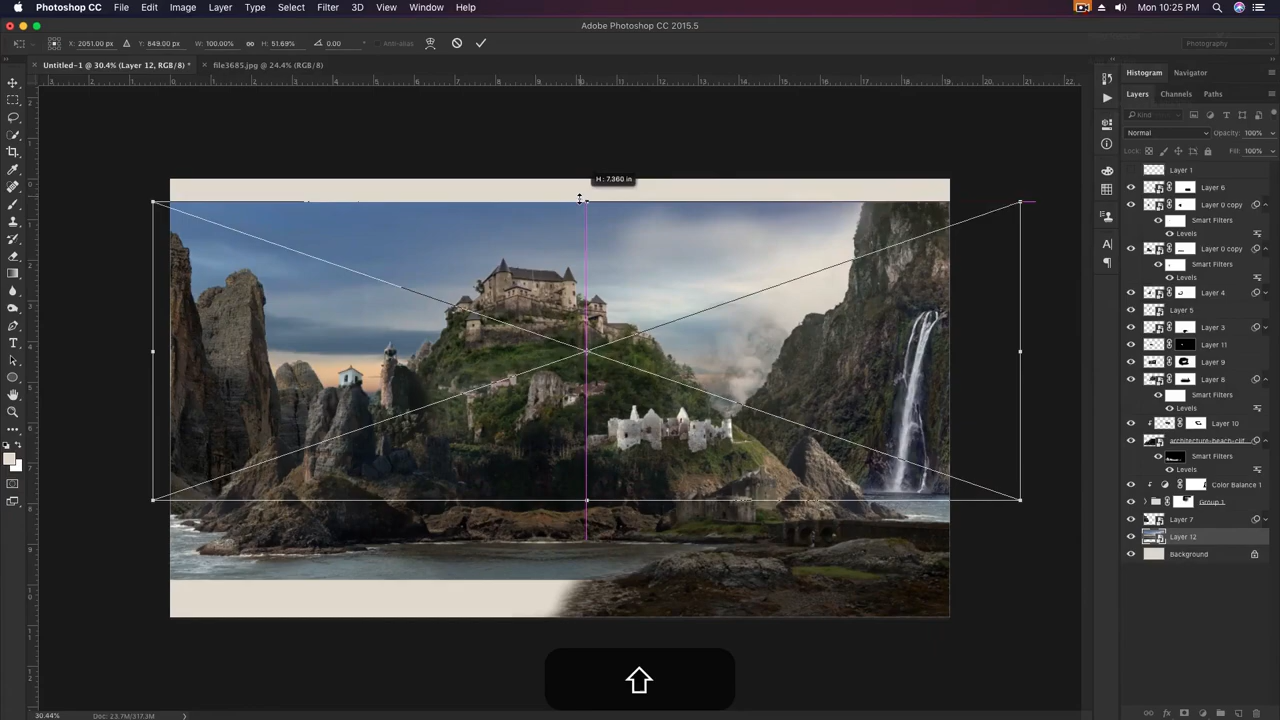 Photoshop File Edit Image Layer Type Select Filter 3D View Window Help Mon 10:25 PM
Adobe Photoshop CC 2015.5
X: 2051.00 px Y: 849.00 px W: 100.00% H: 51.69% 0.00 Anti-alias Photography
Untitled-1 @ 30.4% (Layer 12, RGB/8) * file3685.jpg @ 24.4% (RGB/8)
Histogram Navigator
Layers Channels Paths
Kind
Normal Opacity: 100%
Lock: Fill: 100%
H : 7.360 in
Layer 1
Layer 6
Layer 0 copy
Smart Filters
Levels
Layer 0 copy
Smart Filters
Levels
Layer 4
Layer 5
Layer 3
Layer 11
Layer 9
Layer 8
Smart Filters
Levels
Layer 10
architecture-beach-clif...
Smart Filters
Levels
Color Balance 1
Group 1
Layer 7
Layer 12
Background
30.44% Doc: 23.7M/317.3M